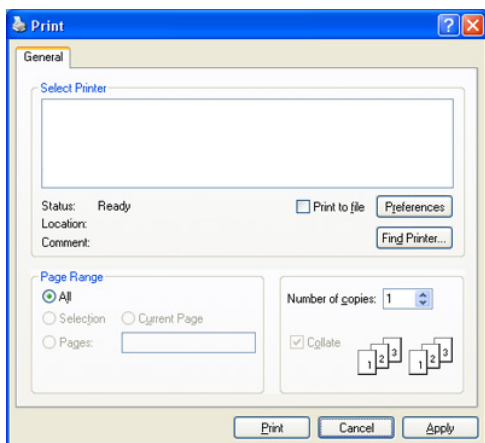 Print
General
Select Printer
Status: Ready
Print to file
Preferences
Location:
Comment:
Find Printer...
Page Range
All
Selection
Current Page
Pages:
Number of copies: 1
Collate
1 2 3 1 2 3
Print
Cancel
Apply